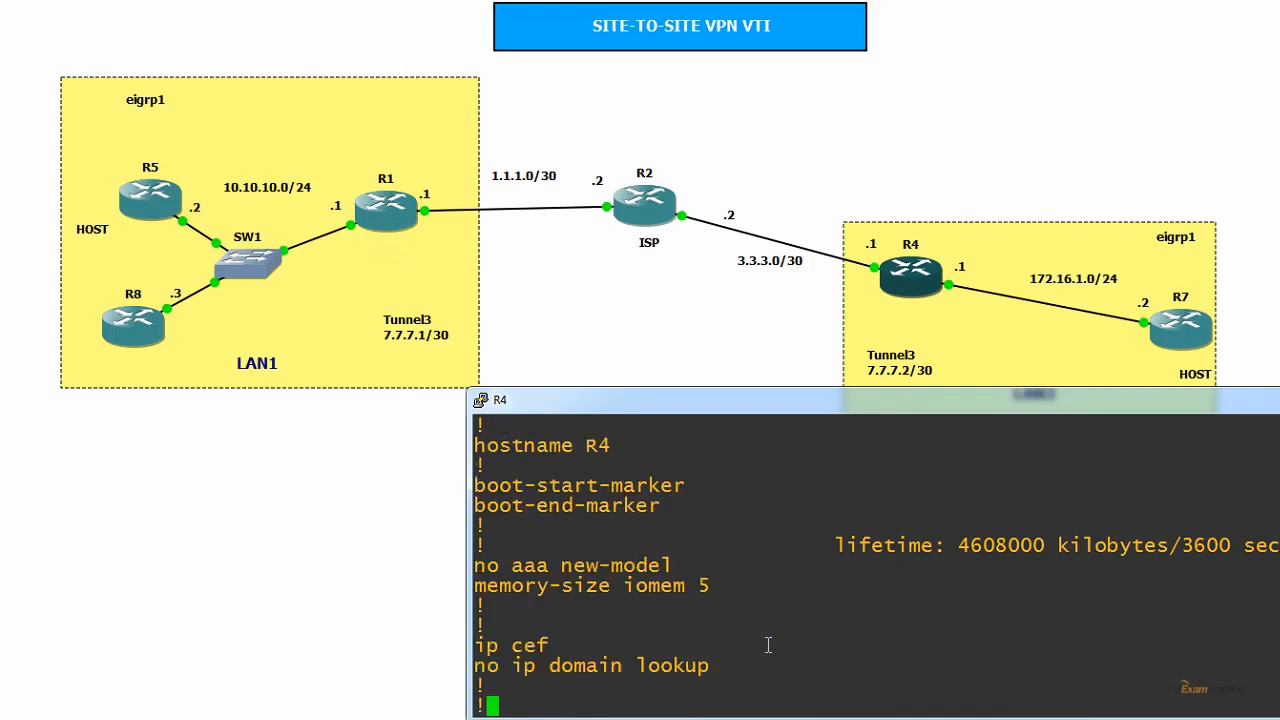 SITE-TO-SITE VPN VTI
eigrp1
R5
10.10.10.0/24
R1
.1
.1
.2
HOST
SW1
R8
.3
Tunnel3
7.7.7.1/30
LAN1
1.1.1.0/30
.2
R2
ISP
.2
3.3.3.0/30
eigrp1
.1
R4
.1
172.16.1.0/24
.2
R7
Tunnel3
7.7.7.2/30
HOST
R4
!
hostname R4
!
boot-start-marker
boot-end-marker
!
! lifetime: 4608000 kilobytes/3600 sec
no aaa new-model
memory-size iomem 5
!
!
ip cef
no ip domain lookup
!
!